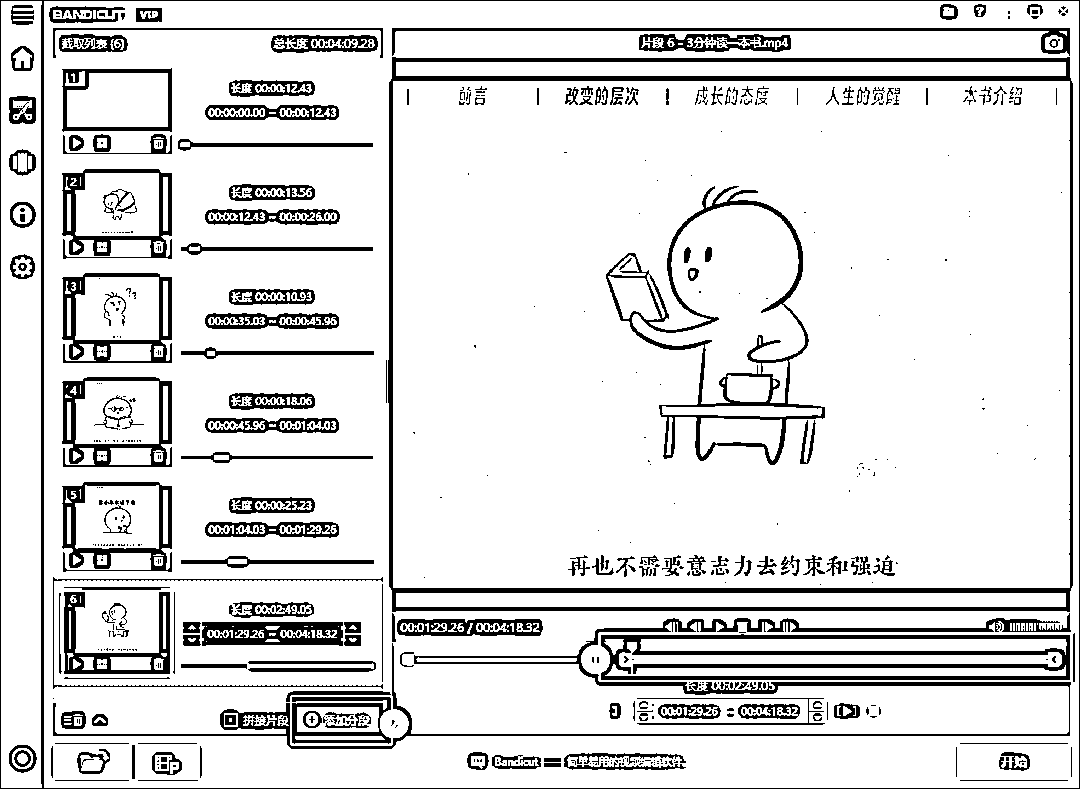 BANDICUT VIP
截取列表 (6) 总长度 00:04:09.28
片段 6 - 3分钟读一本书.mp4
1
长度 00:00:12.43
00:00:00.00 ~ 00:00:12.43
2
长度 00:00:13.56
00:00:12.43 ~ 00:00:26.00
3
长度 00:00:10.93
00:00:35.03 ~ 00:00:45.96
4
长度 00:00:18.06
00:00:45.96 ~ 00:01:04.03
5
长度 00:00:25.23
00:01:04.03 ~ 00:01:29.26
6
长度 00:02:49.05
00:01:29.26 ~ 00:04:18.32
拼接片段 添加分段
前言 改变的层次 成长的态度 人生的觉醒 本书介绍
再也不需要意志力去约束和强迫
00:01:29.26 / 00:04:18.32
长度 00:02:49.05
00:01:29.26 ~ 00:04:18.32
Bandicut — 简单易用的视频编辑软件
开始